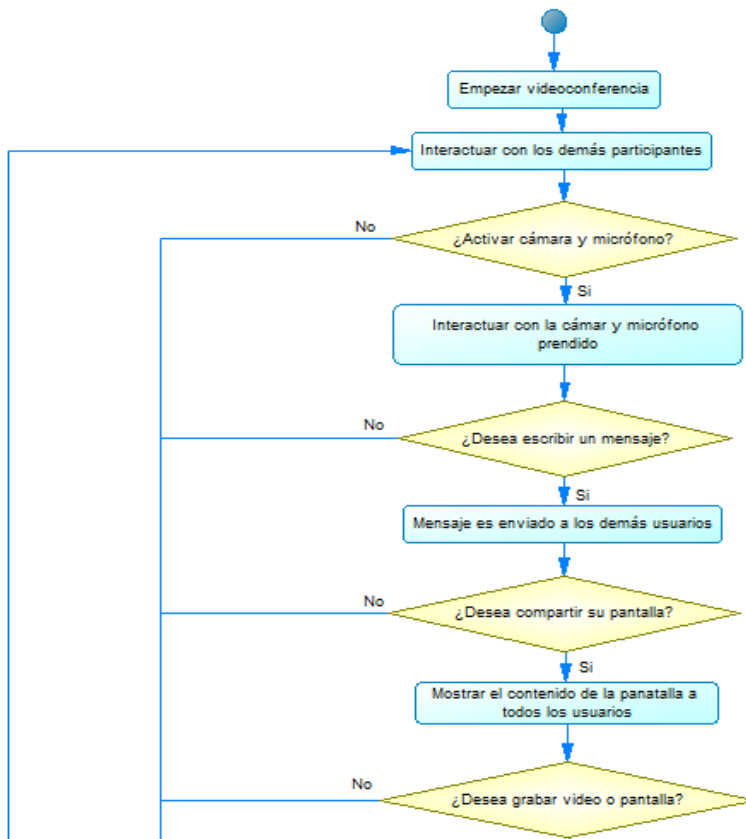 Empezar videoconferencia
Interactuar con los demás participantes
No
¿Activar cámara y micrófono?
Si
Interactuar con la cámar y micrófono
prendido
No
¿Desea escribir un mensaje?
Si
Mensaje es enviado a los demás usuarios
No
¿Desea compartir su pantalla?
Si
Mostrar el contenido de la panatalla a
todos los usuarios
No
¿Desea grabar video o pantalla?